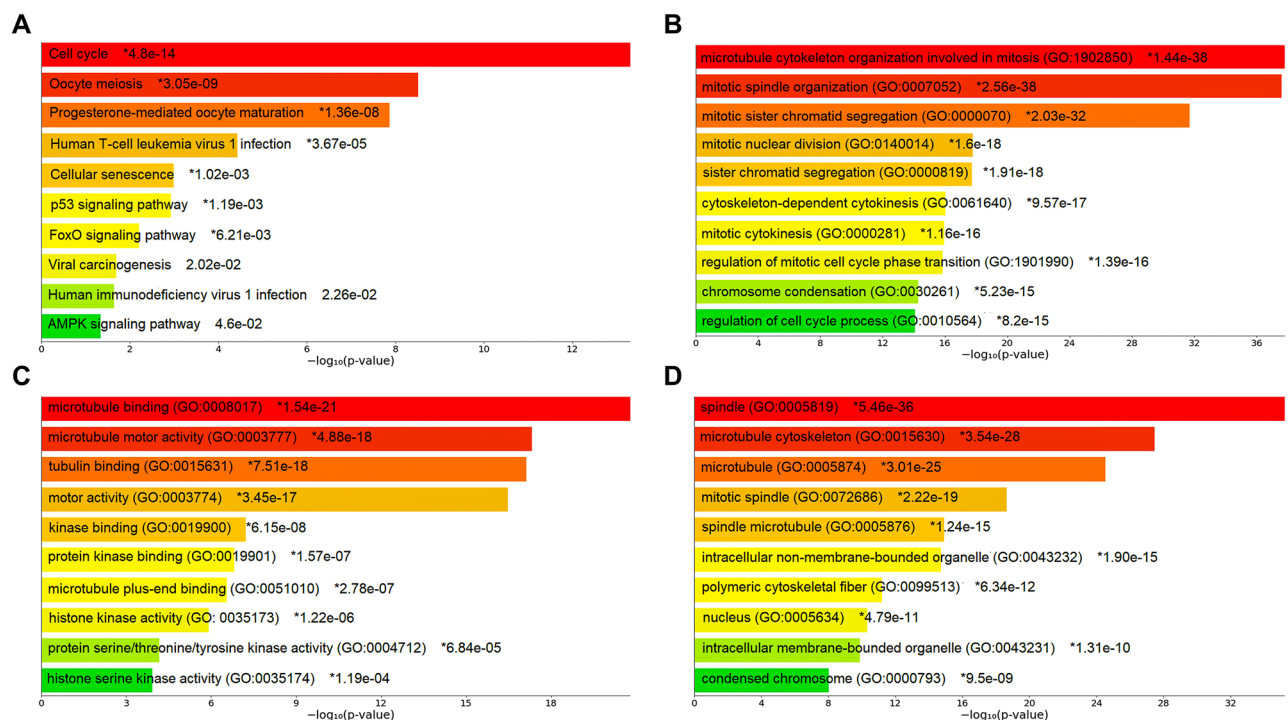 A
Cell cycle *4.8e-14
Oocyte meiosis *3.05e-09
Progesterone-mediated oocyte maturation *1.36e-08
Human T-cell leukemia virus 1 infection *3.67e-05
Cellular senescence *1.02e-03
p53 signaling pathway *1.19e-03
FoxO signaling pathway *6.21e-03
Viral carcinogenesis 2.02e-02
Human immunodeficiency virus 1 infection 2.26e-02
AMPK signaling pathway 4.6e-02
0 2 4 6 8 10 12
−log₁₀(p-value)
B
microtubule cytokeleton organization involved in mitosis (GO:1902850) *1.44e-38
mitotic spindle organization (GO:0007052) *2.56e-38
mitotic sister chromatid segregation (GO:0000070) *2.03e-32
mitotic nuclear division (GO:0140014) *1.6e-18
sister chromatid segregation (GO:0000819) *1.91e-18
cytoskeleton-dependent cytokinesis (GO:0061640) *9.57e-17
mitotic cytokinesis (GO:0000281) *1.16e-16
regulation of mitotic cell cycle phase transition (GO:1901990) *1.39e-16
chromosome condensation (GO:0030261) *5.23e-15
regulation of cell cycle process (GO:0010564) *8.2e-15
0 4 8 12 16 20 24 28 32 36
−log₁₀(p-value)
C
microtubule binding (GO:0008017) *1.54e-21
microtubule motor activity (GO:0003777) *4.88e-18
tubulin binding (GO:0015631) *7.51e-18
motor activity (GO:0003774) *3.45e-17
kinase binding (GO:0019900) *6.15e-08
protein kinase binding (GO:0019901) *1.57e-07
microtubule plus-end binding (GO:0051010) *2.78e-07
histone kinase activity (GO: 0035173) *1.22e-06
protein serine/threonine/tyrosine kinase activity (GO:0004712) *6.84e-05
histone serine kinase activity (GO:0035174) *1.19e-04
0 3 6 9 12 15 18
−log₁₀(p-value)
D
spindle (GO:0005819) *5.46e-36
microtubule cytoskeleton (GO:0015630) *3.54e-28
microtubule (GO:0005874) *3.01e-25
mitotic spindle (GO:0072686) *2.22e-19
spindle microtubule (GO:0005876) *1.24e-15
intracellular non-membrane-bounded organelle (GO:0043232) *1.90e-15
polymeric cytoskeletal fiber (GO:0099513) *6.34e-12
nucleus (GO:0005634) *4.79e-11
intracellular membrane-bounded organelle (GO:0043231) *1.31e-10
condensed chromosome (GO:0000793) *9.5e-09
0 4 8 12 16 20 24 28 32
−log₁₀(p-value)